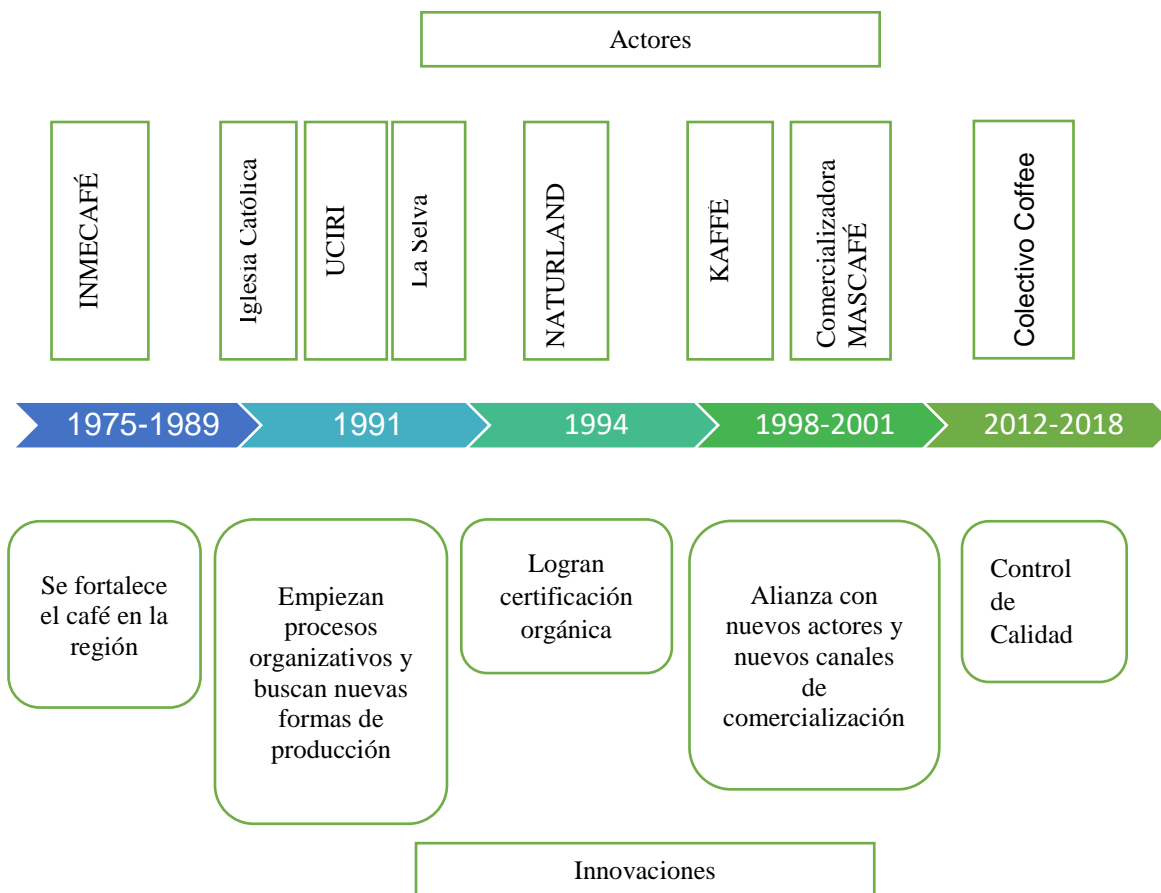 Actores
INMECAFÉ
Iglesia Católica
UCIRI
La Selva
NATURLAND
KAFFE
Comercializadora
MASCAFÉ
Colectivo Coffee
1975-1989
1991
1994
1998-2001
2012-2018
Se fortalece
el café en la
región
Empiezan
procesos
organizativos y
buscan nuevas
formas de
producción
Logran
certificación
orgánica
Alianza con
nuevos actores y
nuevos canales
de
comercialización
Control
de
Calidad
Innovaciones